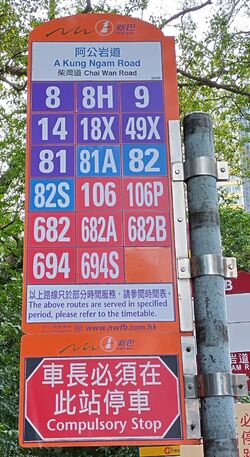 新巴
FIRST BUS
阿公岩道
A Kung Ngam Road
柴灣道 Chai Wan Road
8 8H 9
14 18X 49X
81 81A 82
82S 106 106P
682 682A 682B
694 694S
以上路線只於部分時間服務，請參閱時間表。
The above routes are served in specified
period, please refer to the timetable.
@ www.nwfb.com.hk
新巴
車長必須在
此站停車
Compulsory Stop